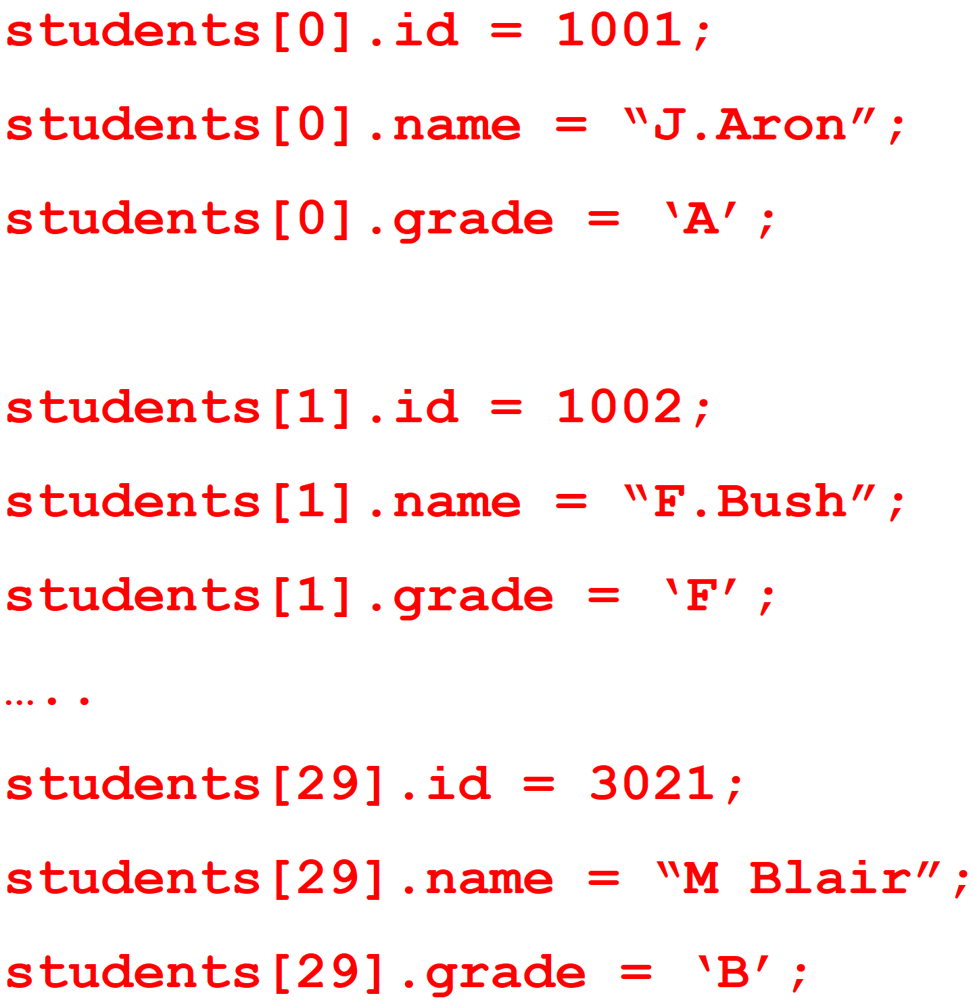 students[0].id = 1001;
students[0].name = “J.Aron”;
students[0].grade = ‘A’;
students[1].id = 1002;
students[1].name = “F.Bush”;
students[1].grade = ‘F’;
…..
students[29].id = 3021;
students[29].name = “M Blair”;
students[29].grade = ‘B’;